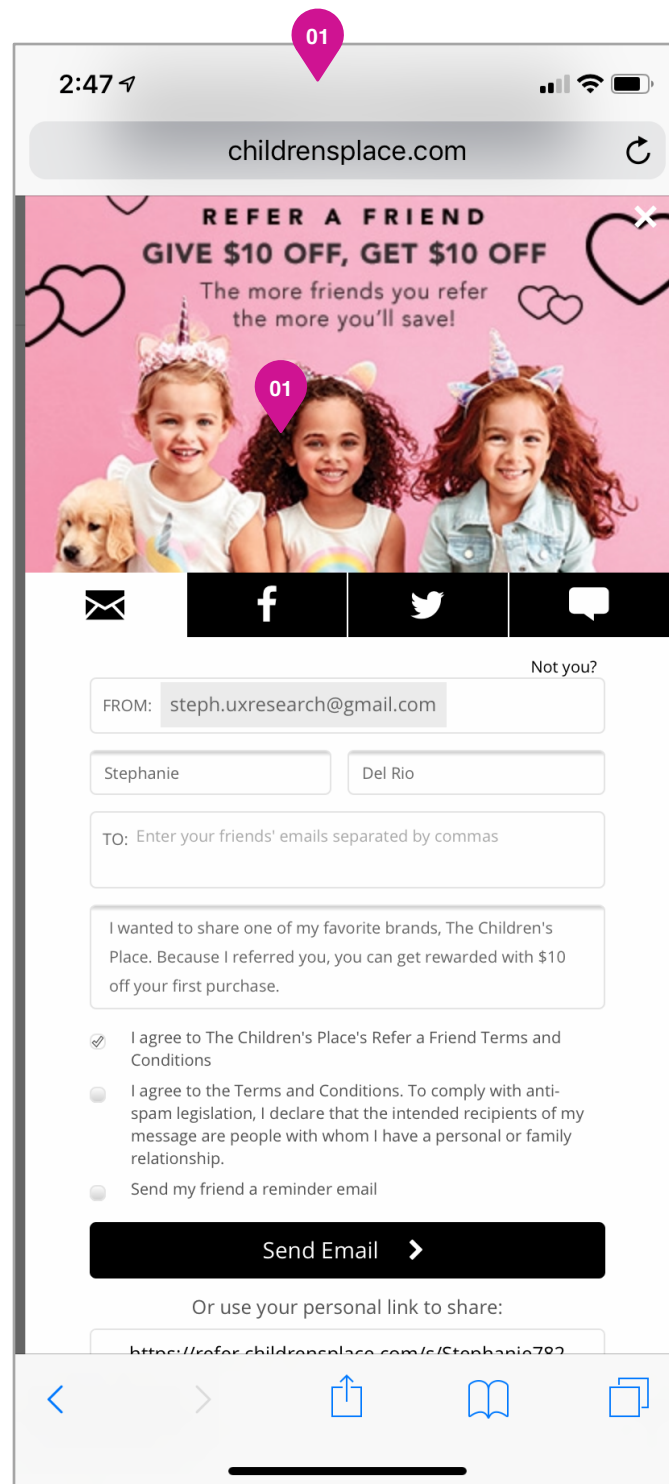 01
2:47
childrensplace.com
REFER A FRIEND
GIVE $10 OFF, GET $10 OFF
The more friends you refer
the more you'll save!
01
Not you?
FROM: steph.uxresearch@gmail.com
Stephanie Del Rio
TO: Enter your friends' emails separated by commas
I wanted to share one of my favorite brands, The Children's
Place. Because I referred you, you can get rewarded with $10
off your first purchase.
I agree to The Children's Place's Refer a Friend Terms and
Conditions
I agree to the Terms and Conditions. To comply with anti-
spam legislation, I declare that the intended recipients of my
message are people with whom I have a personal or family
relationship.
Send my friend a reminder email
Send Email
Or use your personal link to share:
https://refer.childrensplace.com/s/Stephanie782